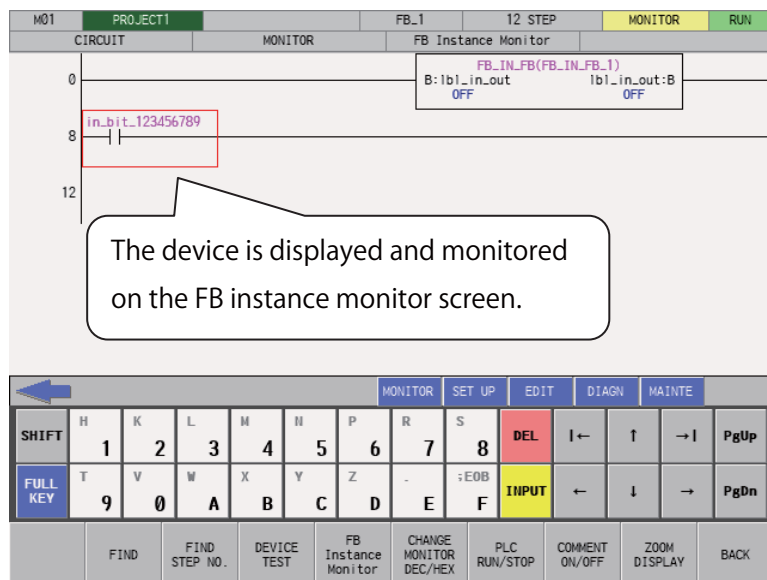 M01 PROJECT1 FB_1 12 STEP MONITOR RUN
CIRCUIT MONITOR FB Instance Monitor
FB_IN_FB(FB_IN_FB_1)
0 B:lbl_in_out lbl_in_out:B
OFF OFF
in_bit_123456789
8
12
The device is displayed and monitored
on the FB instance monitor screen.
MONITOR SET UP EDIT DIAGN MAINTE
SHIFT H 1 K 2 L 3 M 4 N 5 P 6 R 7 S 8 DEL |← ↑ →| PgUp
FULL KEY T 9 V 0 W A X B Y C Z D - E ;EOB F INPUT ← ↓ → PgDn
FIND
FIND
STEP NO.
DEVICE
TEST
FB
Instance
Monitor
CHANGE
MONITOR
DEC/HEX
PLC
RUN/STOP
COMMENT
ON/OFF
ZOOM
DISPLAY
BACK